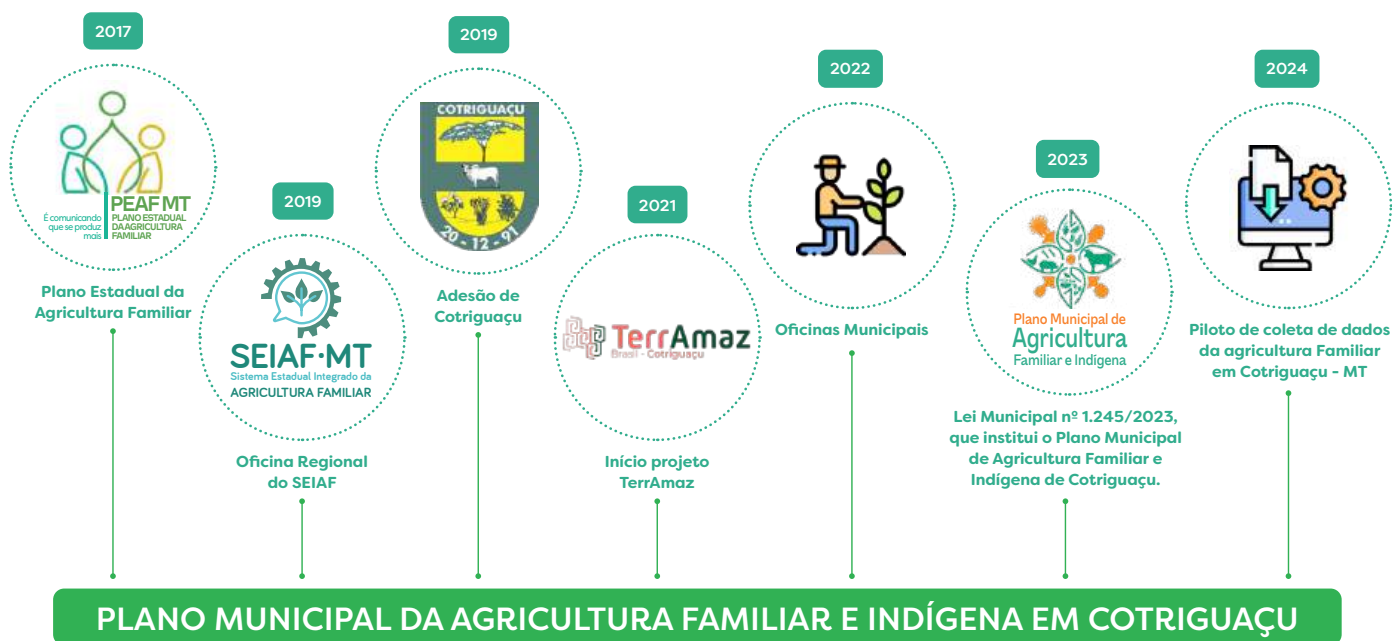 2017
É comunicando
que se produz
mais
PEAF MT
PLANO ESTADUAL
DA AGRICULTURA
FAMILIAR
Plano Estadual da
Agricultura Familiar
2019
SEIAF·MT
Sistema Estadual Integrado da
AGRICULTURA FAMILIAR
Oficina Regional
do SEIAF
2019
COTRIGUAÇU
20 - 12 - 91
Adesão de
Cotriguaçu
2021
TerrAmaz
Brasil - Cotriguaçu
Início projeto
TerrAmaz
2022
Oficinas Municipais
2023
Plano Municipal de
Agricultura
Familiar e Indígena
Lei Municipal nº 1.245/2023,
que institui o Plano Municipal
de Agricultura Familiar e
Indígena de Cotriguaçu.
2024
Piloto de coleta de dados
da agricultura Familiar
em Cotriguaçu - MT
PLANO MUNICIPAL DA AGRICULTURA FAMILIAR E INDÍGENA EM COTRIGUAÇU